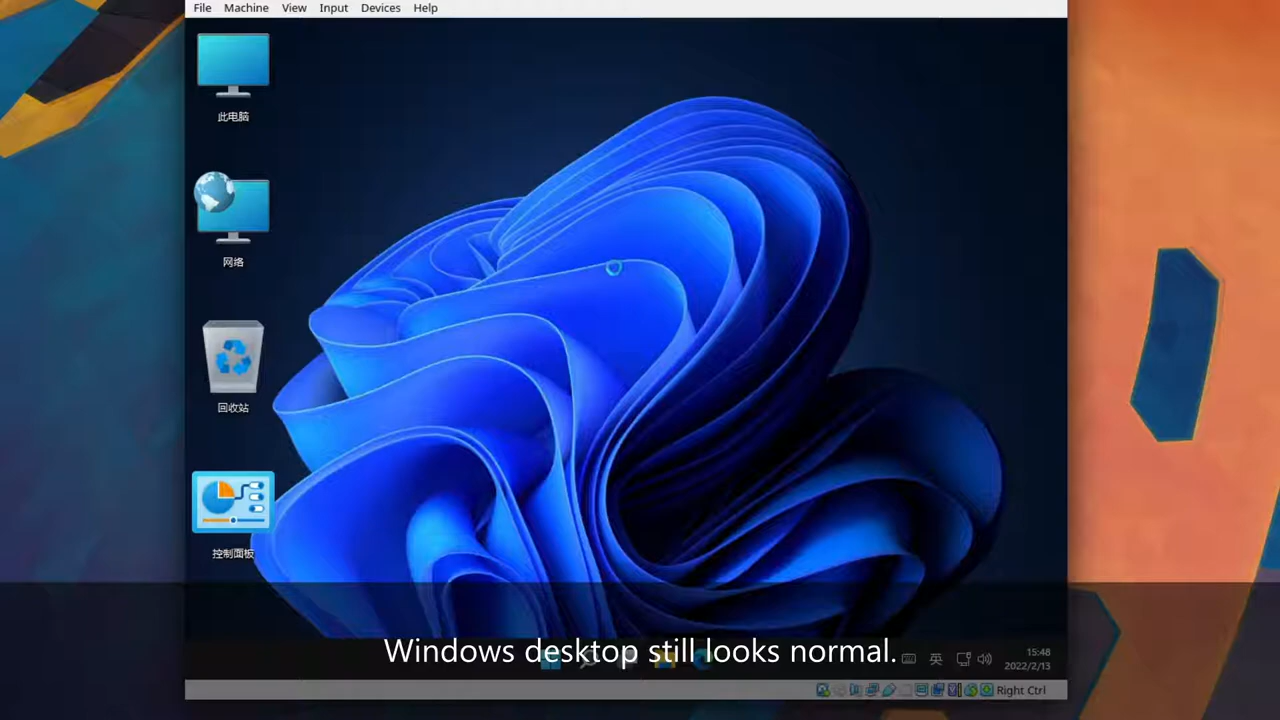 File Machine View Input Devices Help
此电脑
网络
回收站
控制面板
Windows desktop still looks normal.
英
15:48
2022/2/13
Right Ctrl